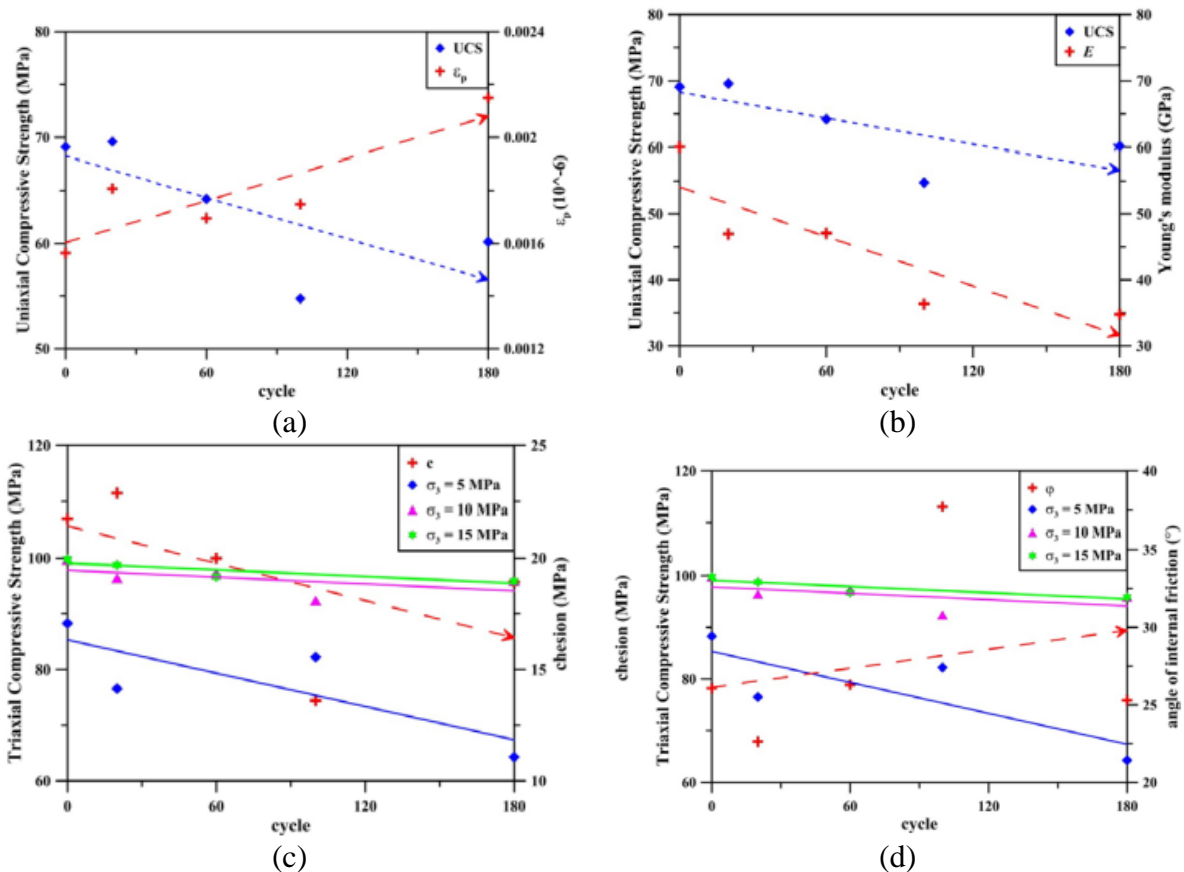 80
70
60
50
0
60
120
180
0.0024
0.002
0.0016
0.0012
Uniaxial Compressive Strength (MPa)
εp (10^-6)
cycle
UCS
εp
(a)
80
70
60
50
40
30
0
60
120
180
80
70
60
50
40
30
Uniaxial Compressive Strength (MPa)
Young's modulus (GPa)
cycle
UCS
E
(b)
120
100
80
60
0
60
120
180
25
20
15
10
Triaxial Compressive Strength (MPa)
chesion (MPa)
cycle
c
σ3 = 5 MPa
σ3 = 10 MPa
σ3 = 15 MPa
(c)
chesion (MPa)
120
100
80
60
0
60
120
180
40
35
30
25
20
Triaxial Compressive Strength (MPa)
angle of internal friction (°)
cycle
φ
σ3 = 5 MPa
σ3 = 10 MPa
σ3 = 15 MPa
(d)